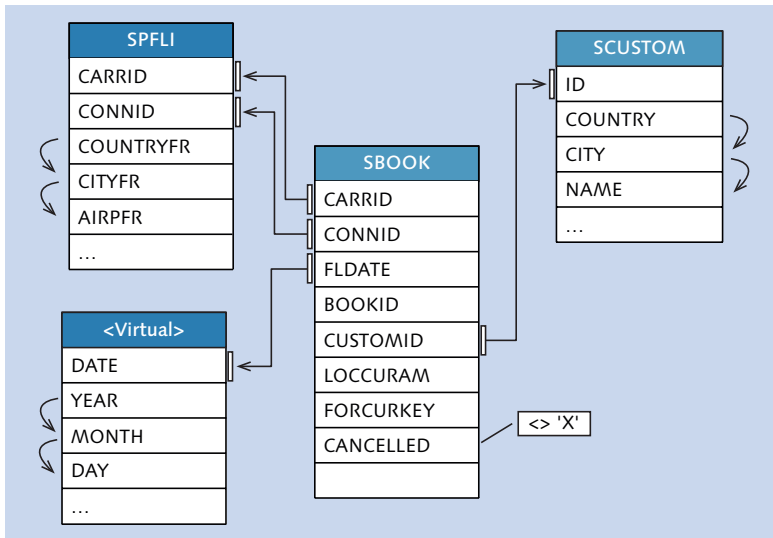 SPFLI
CARRID
CONNID
COUNTRYFR
CITYFR
AIRPFR
...
<Virtual>
DATE
YEAR
MONTH
DAY
...
SBOOK
CARRID
CONNID
FLDATE
BOOKID
CUSTOMID
LOCCURAM
FORCURKEY
CANCELLED
<> 'X'
SCUSTOM
ID
COUNTRY
CITY
NAME
...